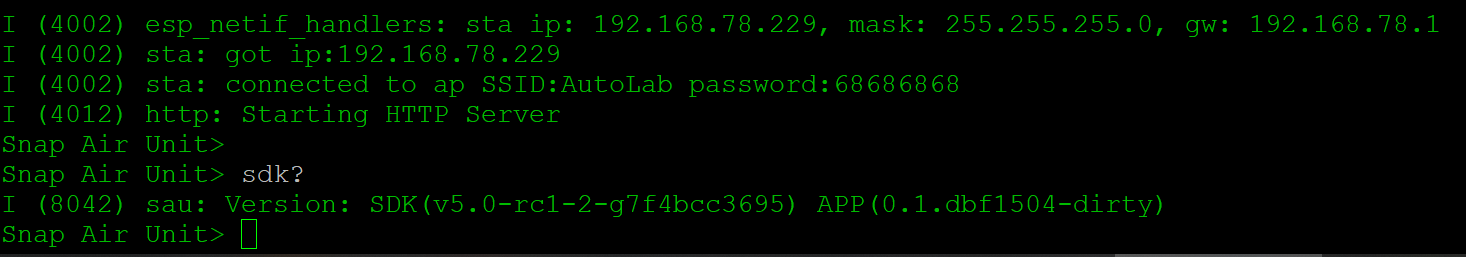 I (4002) esp_netif_handlers: sta ip: 192.168.78.229, mask: 255.255.255.0, gw: 192.168.78.1
I (4002) sta: got ip:192.168.78.229
I (4002) sta: connected to ap SSID:AutoLab password:68686868
I (4012) http: Starting HTTP Server
Snap Air Unit>
Snap Air Unit> sdk?
I (8042) sau: Version: SDK(v5.0-rc1-2-g7f4bcc3695) APP(0.1.dbf1504-dirty)
Snap Air Unit>